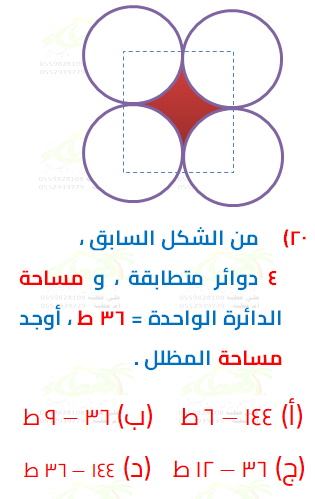 ٢٠) من الشكل السابق ،
٤ دوائر متطابقة ، و مساحة
الدائرة الواحدة = ٣٦ ط ، أوجد
مساحة المظلل .
(أ) ١٤٤ – ٦ ط (ب) ٣٦ – ٩ ط
(ج) ٣٦ – ١٢ ط (د) ١٤٤ – ٣٦ ط